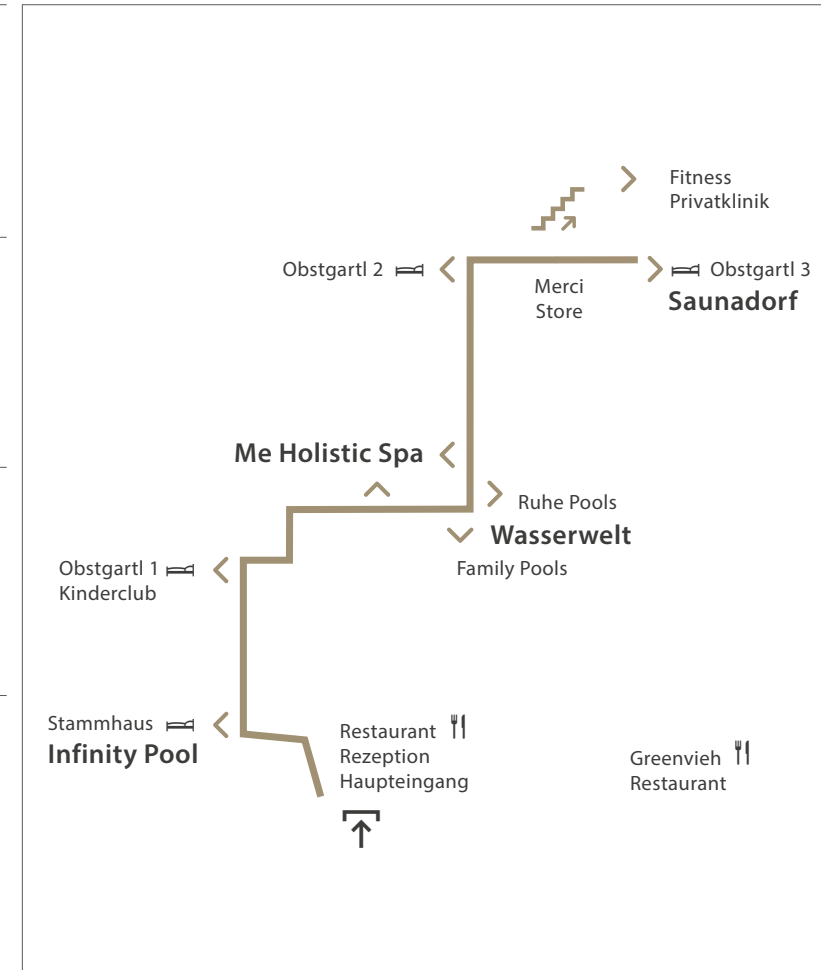 Fitness
Privatklinik
Obstgartl 2
Obstgartl 3
Merci
Store
Saunadorf
Me Holistic Spa
Ruhe Pools
Wasserwelt
Family Pools
Obstgartl 1
Kinderclub
Stammhaus
Infinity Pool
Restaurant
Rezeption
Haupteingang
Greenvieh
Restaurant